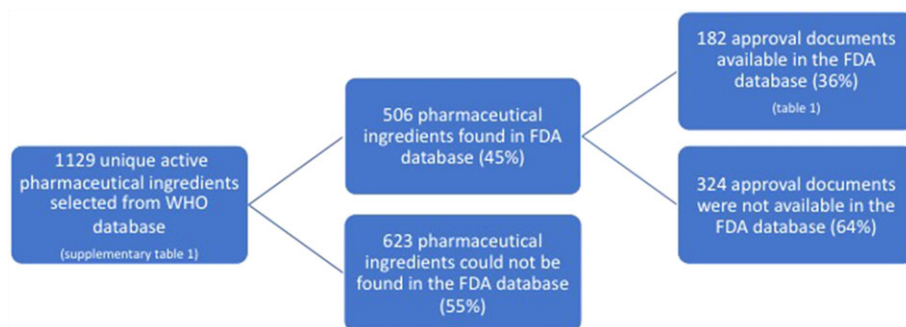 1129 unique active
pharmaceutical ingredients
selected from WHO
database
(supplementary table 1)
506 pharmaceutical
ingredients found in FDA
database (45%)
623 pharmaceutical
ingredients could not be
found in the FDA database
(55%)
182 approval documents
available in the FDA
database (36%)
(table 1)
324 approval documents
were not available in the
FDA database (64%)